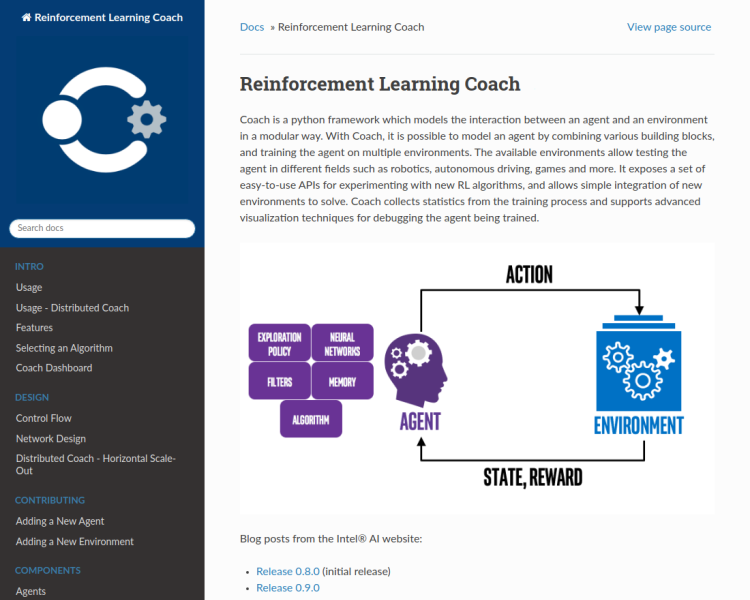 Reinforcement Learning Coach
Search docs
INTRO
Usage
Usage - Distributed Coach
Features
Selecting an Algorithm
Coach Dashboard
DESIGN
Control Flow
Network Design
Distributed Coach - Horizontal Scale-
Out
CONTRIBUTING
Adding a New Agent
Adding a New Environment
COMPONENTS
Agents
Docs » Reinforcement Learning Coach
View page source
Reinforcement Learning Coach
Coach is a python framework which models the interaction between an agent and an environment
in a modular way. With Coach, it is possible to model an agent by combining various building blocks,
and training the agent on multiple environments. The available environments allow testing the
agent in different fields such as robotics, autonomous driving, games and more. It exposes a set of
easy-to-use APIs for experimenting with new RL algorithms, and allows simple integration of new
environments to solve. Coach collects statistics from the training process and supports advanced
visualization techniques for debugging the agent being trained.
ACTION
EXPLORATION
POLICY
NEURAL
NETWORKS
FILTERS
MEMORY
ALGORITHM
AGENT
ENVIRONMENT
STATE, REWARD
Blog posts from the Intel® AI website:
• Release 0.8.0 (initial release)
• Release 0.9.0